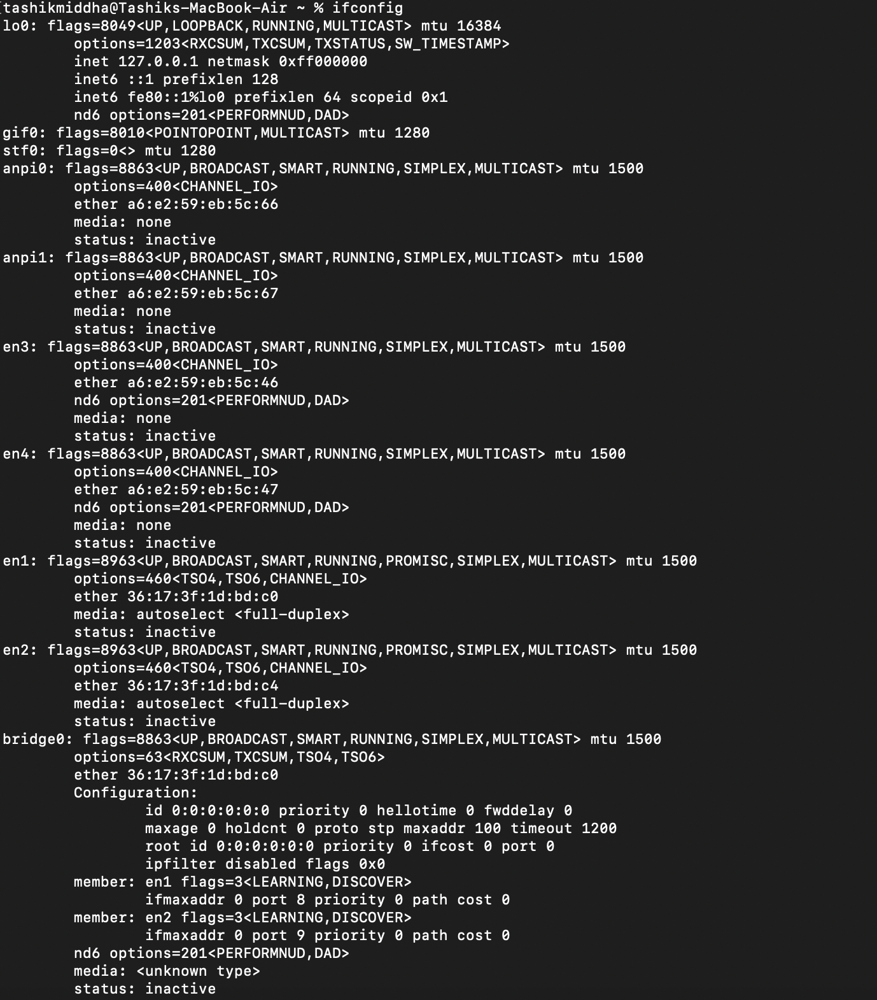 tashikmiddha@Tashiks-MacBook-Air ~ % ifconfig
lo0: flags=8049<UP,LOOPBACK,RUNNING,MULTICAST> mtu 16384
options=1203<RXCSUM,TXCSUM,TXSTATUS,SW_TIMESTAMP>
inet 127.0.0.1 netmask 0xff000000
inet6 ::1 prefixlen 128
inet6 fe80::1%lo0 prefixlen 64 scopeid 0x1
nd6 options=201<PERFORMNUD,DAD>
gif0: flags=8010<POINTOPOINT,MULTICAST> mtu 1280
stf0: flags=0<> mtu 1280
anpi0: flags=8863<UP,BROADCAST,SMART,RUNNING,SIMPLEX,MULTICAST> mtu 1500
options=400<CHANNEL_IO>
ether a6:e2:59:eb:5c:66
media: none
status: inactive
anpi1: flags=8863<UP,BROADCAST,SMART,RUNNING,SIMPLEX,MULTICAST> mtu 1500
options=400<CHANNEL_IO>
ether a6:e2:59:eb:5c:67
media: none
status: inactive
en3: flags=8863<UP,BROADCAST,SMART,RUNNING,SIMPLEX,MULTICAST> mtu 1500
options=400<CHANNEL_IO>
ether a6:e2:59:eb:5c:46
nd6 options=201<PERFORMNUD,DAD>
media: none
status: inactive
en4: flags=8863<UP,BROADCAST,SMART,RUNNING,SIMPLEX,MULTICAST> mtu 1500
options=400<CHANNEL_IO>
ether a6:e2:59:eb:5c:47
nd6 options=201<PERFORMNUD,DAD>
media: none
status: inactive
en1: flags=8963<UP,BROADCAST,SMART,RUNNING,PROMISC,SIMPLEX,MULTICAST> mtu 1500
options=460<TSO4,TSO6,CHANNEL_IO>
ether 36:17:3f:1d:bd:c0
media: autoselect <full-duplex>
status: inactive
en2: flags=8963<UP,BROADCAST,SMART,RUNNING,PROMISC,SIMPLEX,MULTICAST> mtu 1500
options=460<TSO4,TSO6,CHANNEL_IO>
ether 36:17:3f:1d:bd:c4
media: autoselect <full-duplex>
status: inactive
bridge0: flags=8863<UP,BROADCAST,SMART,RUNNING,SIMPLEX,MULTICAST> mtu 1500
options=63<RXCSUM,TXCSUM,TSO4,TSO6>
ether 36:17:3f:1d:bd:c0
Configuration:
id 0:0:0:0:0:0 priority 0 hellotime 0 fwddelay 0
maxage 0 holdcnt 0 proto stp maxaddr 100 timeout 1200
root id 0:0:0:0:0:0 priority 0 ifcost 0 port 0
ipfilter disabled flags 0x0
member: en1 flags=3<LEARNING,DISCOVER>
ifmaxaddr 0 port 8 priority 0 path cost 0
member: en2 flags=3<LEARNING,DISCOVER>
ifmaxaddr 0 port 9 priority 0 path cost 0
nd6 options=201<PERFORMNUD,DAD>
media: <unknown type>
status: inactive